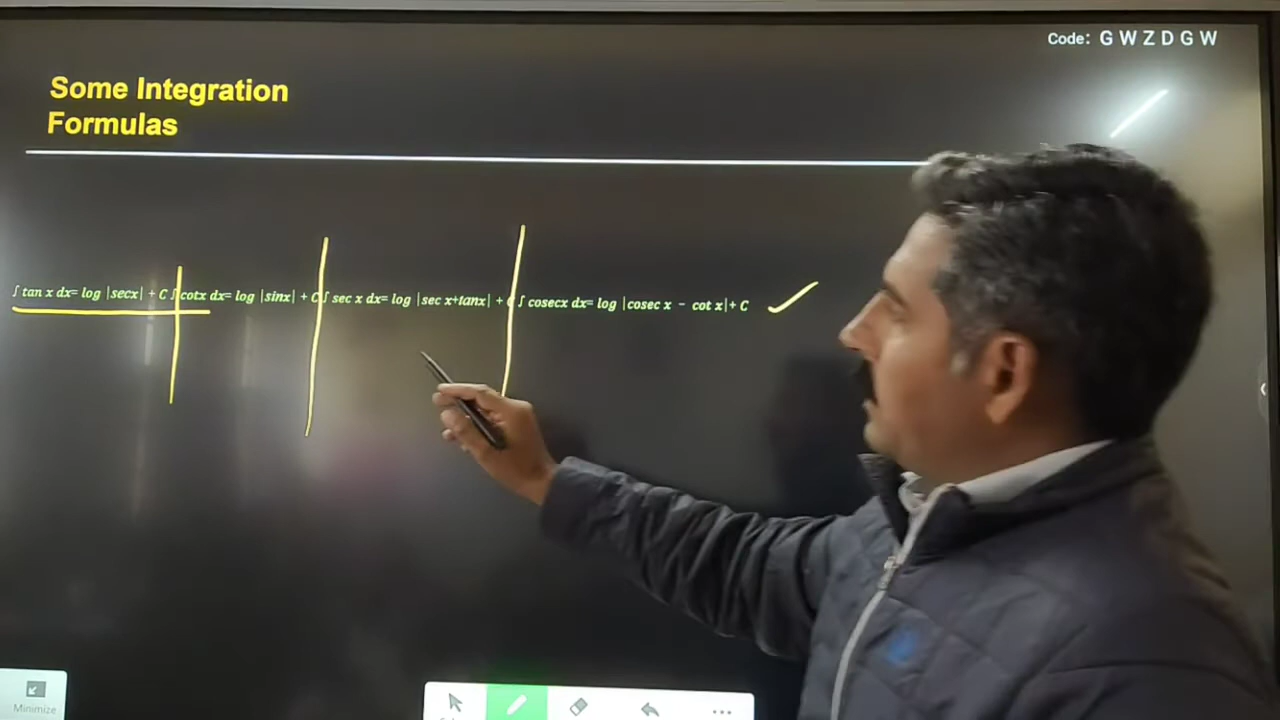 Code: G W Z D G W
Some Integration
Formulas
∫ tan x dx= log |secx| + C ∫ cotx dx= log |sinx| + C ∫ sec x dx= log |sec x+tanx| + C ∫ cosecx dx= log |cosec x - cot x|+ C
Minimize